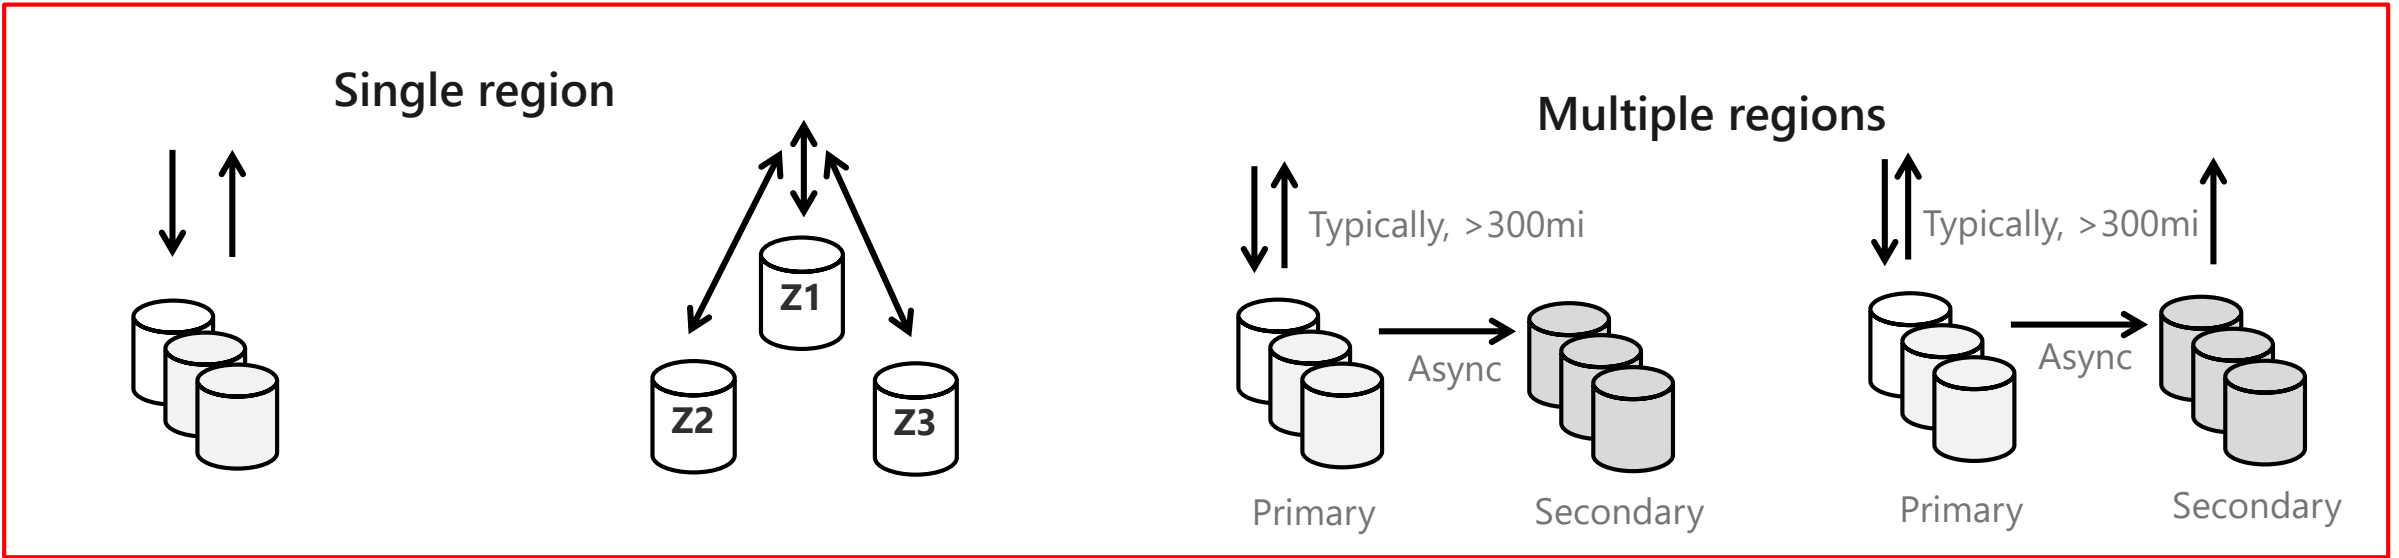 Single region
Z1
Z2
Z3
Multiple regions
Typically, >300mi
Async
Primary
Secondary
Typically, >300mi
Async
Primary
Secondary